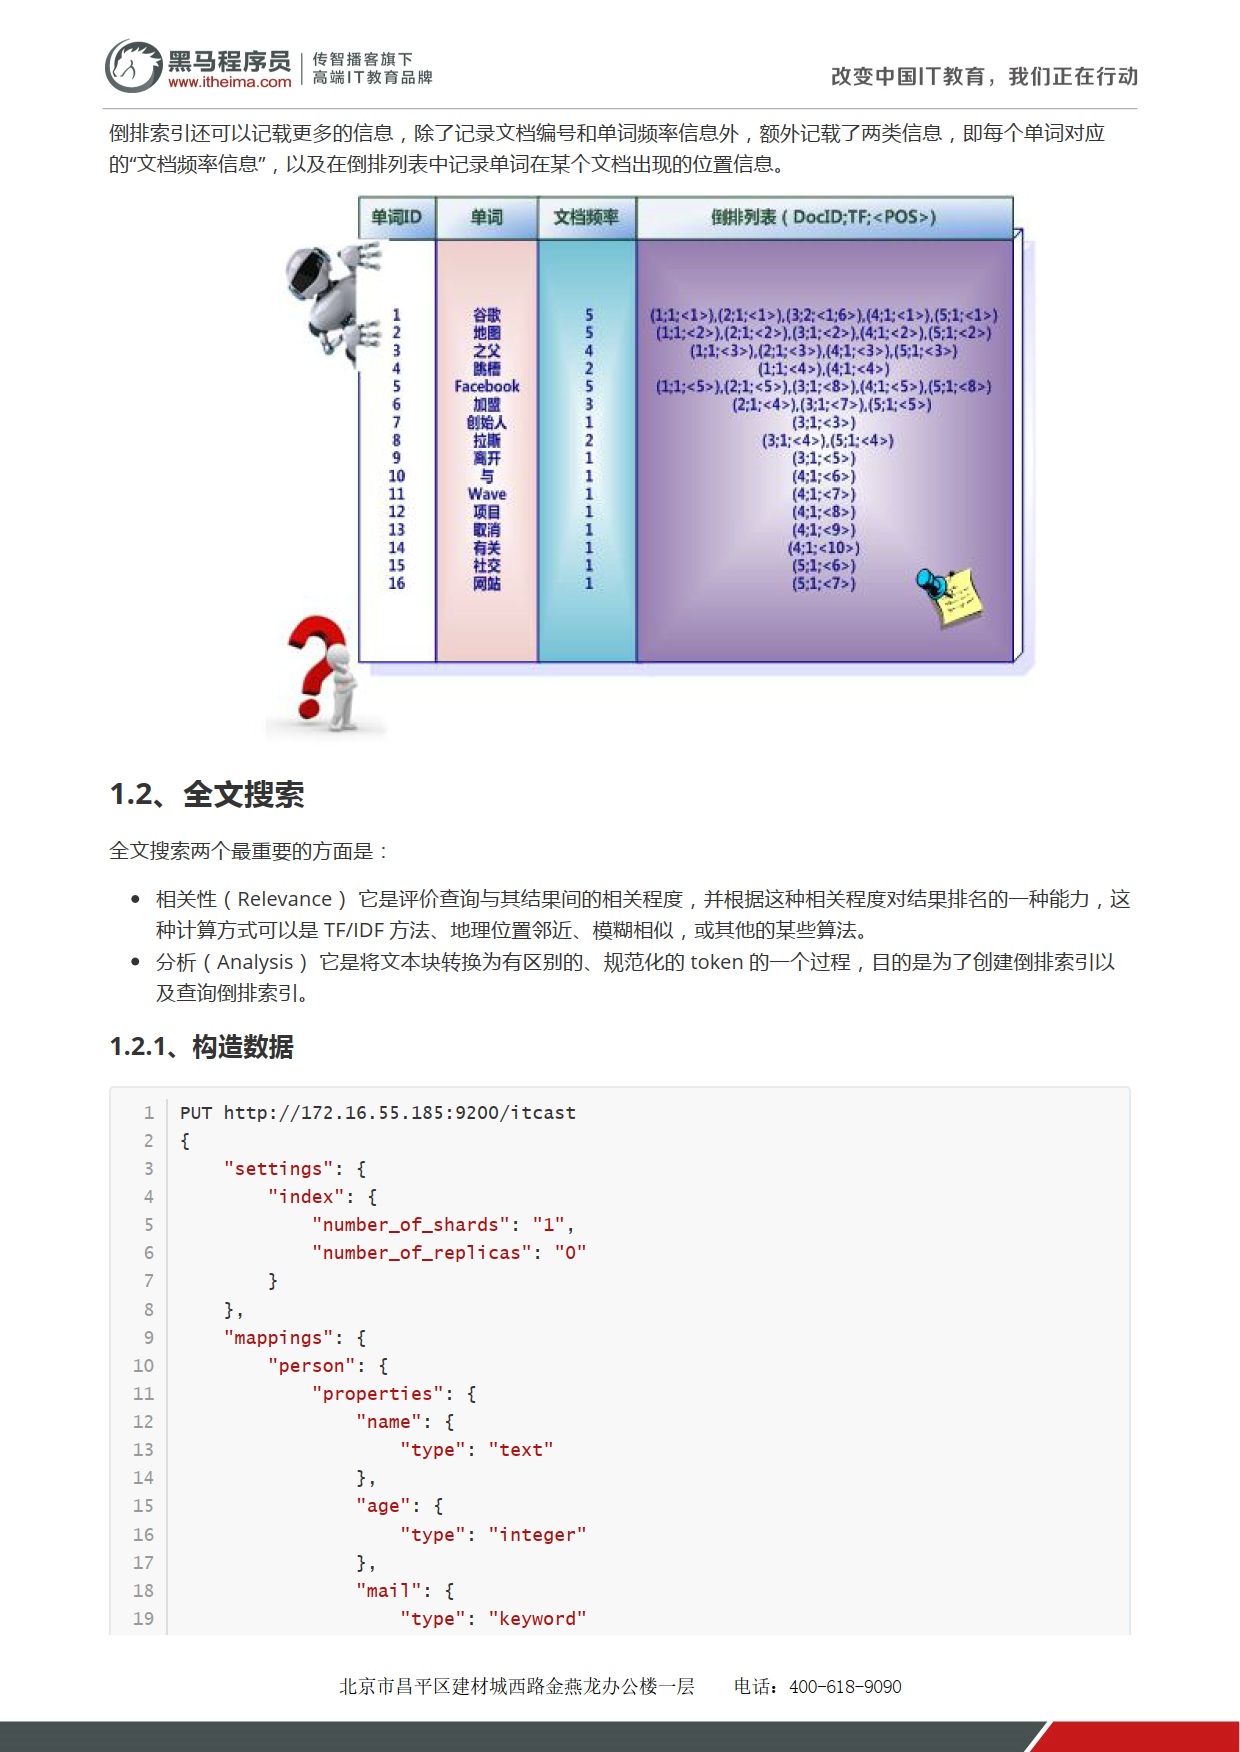 黑马程序员
www.itheima.com
传智播客旗下
高端IT教育品牌
改变中国IT教育，我们正在行动
倒排索引还可以记载更多的信息，除了记录文档编号和单词频率信息外，额外记载了两类信息，即每个单词对应
的“文档频率信息”，以及在倒排列表中记录单词在某个文档出现的位置信息。
单词ID 单词 文档频率 倒排列表（DocID;TF;<POS>）
1 谷歌 5 (1;1;<1>),(2;1;<1>),(3;2;<1;6>),(4;1;<1>),(5;1;<1>)
2 地图 5 (1;1;<2>),(2;1;<2>),(3;1;<2>),(4;1;<2>),(5;1;<2>)
3 之父 4 (1;1;<3>),(2;1;<3>),(4;1;<3>),(5;1;<3>)
4 跳槽 2 (1;1;<4>),(4;1;<4>)
5 Facebook 5 (1;1;<5>),(2;1;<5>),(3;1;<8>),(4;1;<5>),(5;1;<8>)
6 加盟 3 (2;1;<4>),(3;1;<7>),(5;1;<5>)
7 创始人 1 (3;1;<3>)
8 拉斯 2 (3;1;<4>),(5;1;<4>)
9 离开 1 (3;1;<5>)
10 与 1 (4;1;<6>)
11 Wave 1 (4;1;<7>)
12 项目 1 (4;1;<8>)
13 取消 1 (4;1;<9>)
14 有关 1 (4;1;<10>)
15 社交 1 (5;1;<6>)
16 网站 1 (5;1;<7>)
1.2、全文搜索
全文搜索两个最重要的方面是：
• 相关性（Relevance） 它是评价查询与其结果间的相关程度，并根据这种相关程度对结果排名的一种能力，这
种计算方式可以是 TF/IDF 方法、地理位置邻近、模糊相似，或其他的某些算法。
• 分析（Analysis） 它是将文本块转换为有区别的、规范化的 token 的一个过程，目的是为了创建倒排索引以
及查询倒排索引。
1.2.1、构造数据
1 PUT http://172.16.55.185:9200/itcast
2 {
3     "settings": {
4         "index": {
5             "number_of_shards": "1",
6             "number_of_replicas": "0"
7         }
8     },
9     "mappings": {
10         "person": {
11             "properties": {
12                 "name": {
13                     "type": "text"
14                 },
15                 "age": {
16                     "type": "integer"
17                 },
18                 "mail": {
19                     "type": "keyword"
北京市昌平区建材城西路金燕龙办公楼一层 电话：400-618-9090